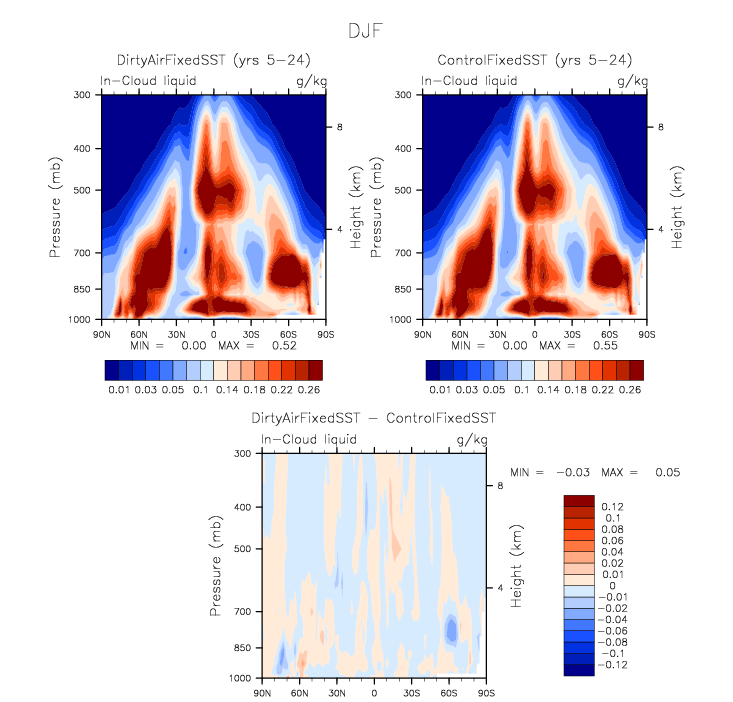 DJF
DirtyAirFixedSST (yrs 5-24)
In-Cloud liquid g/kg
300
400
500
700
850
1000
Pressure (mb)
8
4
Height (km)
90N 60N 30N 0 30S 60S 90S
MIN = 0.00 MAX = 0.52
0.01 0.03 0.05 0.1 0.14 0.18 0.22 0.26
ControlFixedSST (yrs 5-24)
In-Cloud liquid g/kg
300
400
500
700
850
1000
Pressure (mb)
8
4
Height (km)
90N 60N 30N 0 30S 60S 90S
MIN = 0.00 MAX = 0.55
0.01 0.03 0.05 0.1 0.14 0.18 0.22 0.26
DirtyAirFixedSST - ControlFixedSST
In-Cloud liquid g/kg
300
400
500
700
850
1000
Pressure (mb)
8
4
Height (km)
90N 60N 30N 0 30S 60S 90S
MIN = -0.03 MAX = 0.05
0.12
0.1
0.08
0.06
0.04
0.02
0.01
0
-0.01
-0.02
-0.04
-0.06
-0.08
-0.1
-0.12